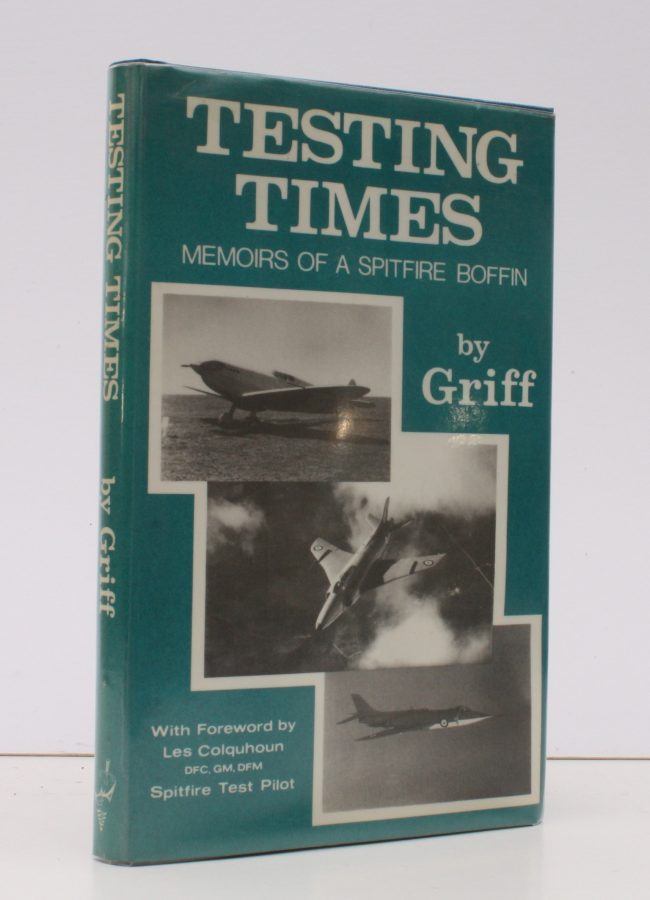 TESTING
TIMES
MEMOIRS OF A SPITFIRE BOFFIN
by
Griff
With Foreword by
Les Colquhoun
DFC, GM, DFM
Spitfire Test Pilot
TESTING TIMES by Griff